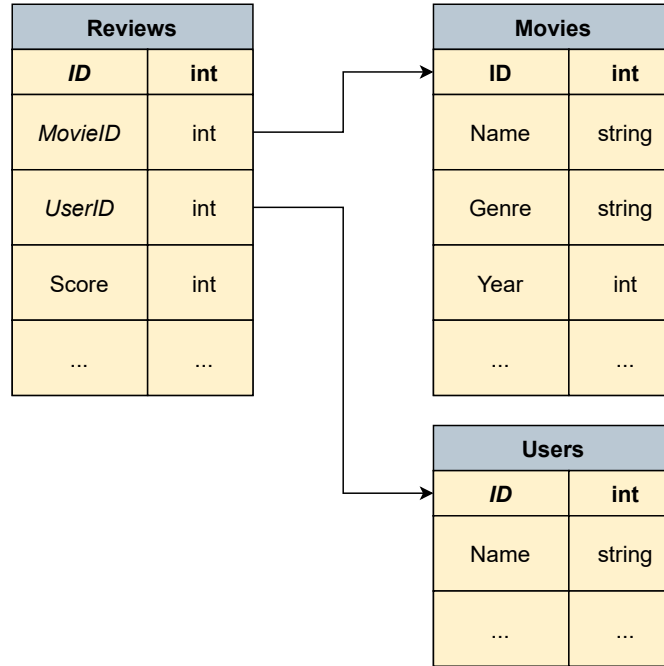 Reviews
ID int
MovieID int
UserID int
Score int
... ...
Movies
ID int
Name string
Genre string
Year int
... ...
Users
ID int
Name string
... ...